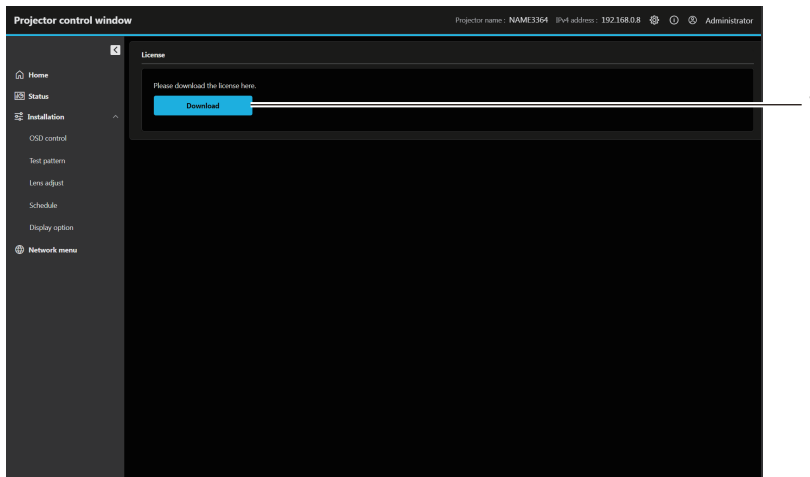 Projector control window
Projector name : NAME3364 IPv4 address : 192.168.0.8 Administrator
License
Please download the license here.
Download
Home
Status
Installation
OSD control
Test pattern
Lens adjust
Schedule
Display option
Network menu